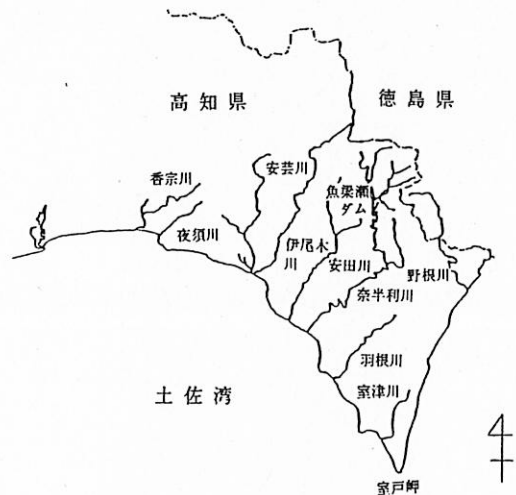 高知県
徳島県
香宗川
安芸川
魚梁瀬
ダム
夜須川
伊尾木
川
安田川
野根川
奈半利川
羽根川
土佐湾
室津川
室戸岬